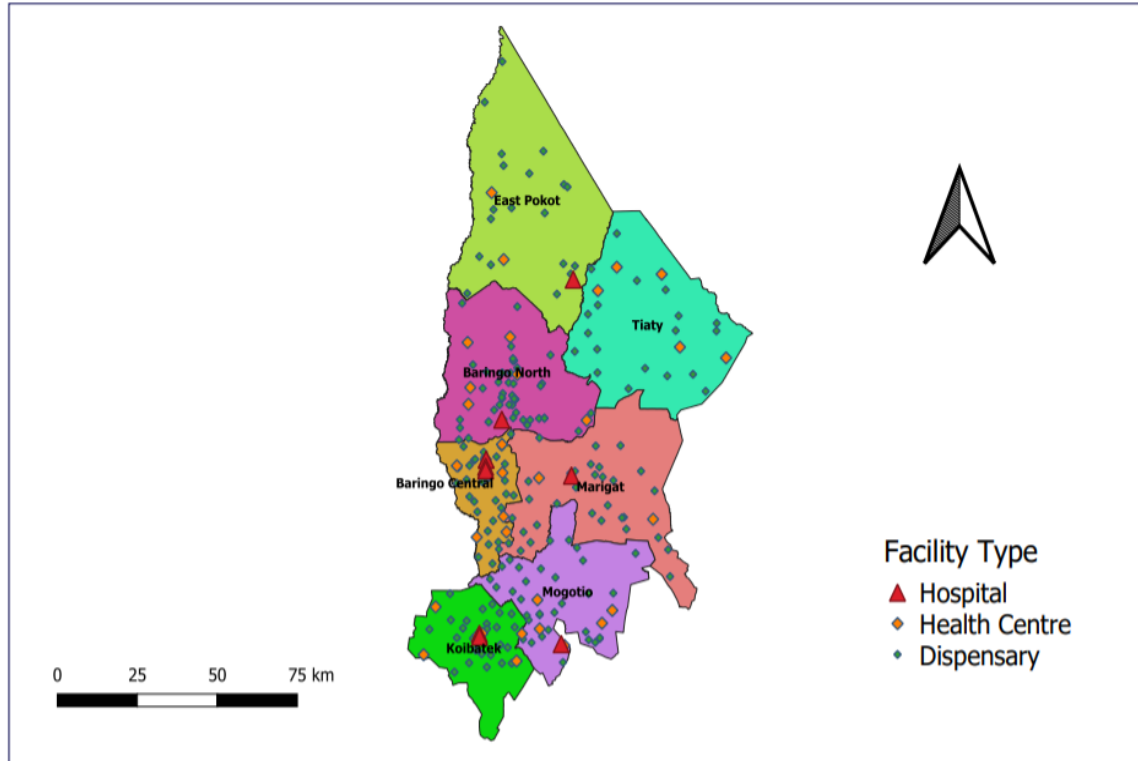 East Pokot
Tiaty
Baringo North
Baringo Central
Marigat
Mogotio
Koibatek
Facility Type
Hospital
Health Centre
Dispensary
0 25 50 75 km